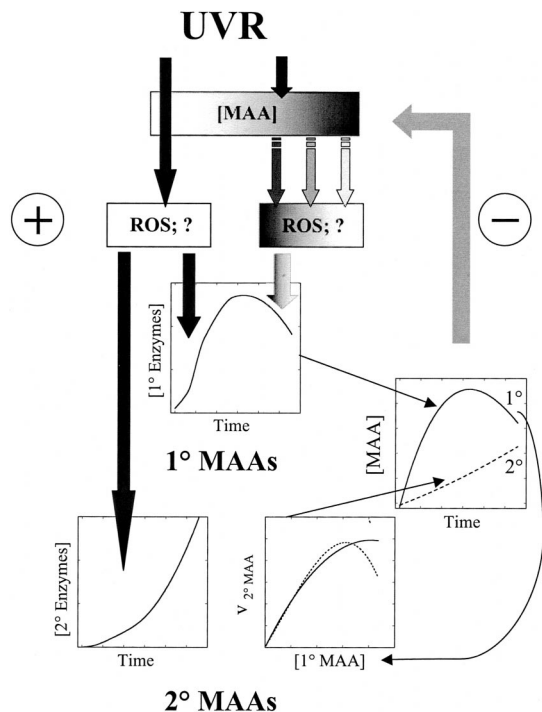 UVR
[MAA]
+
ROS; ?
ROS; ?
−
[1° Enzymes]
Time
1° MAAs
[MAA]
1°
2°
Time
[2° Enzymes]
Time
V 2° MAA
[1° MAA]
2° MAAs